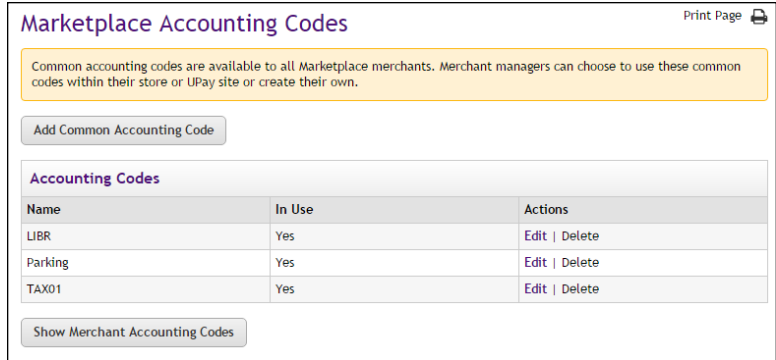 Marketplace Accounting Codes
Print Page
Common accounting codes are available to all Marketplace merchants. Merchant managers can choose to use these common
codes within their store or UPay site or create their own.
Add Common Accounting Code
Accounting Codes
Name In Use Actions
LIBR Yes Edit | Delete
Parking Yes Edit | Delete
TAX01 Yes Edit | Delete
Show Merchant Accounting Codes